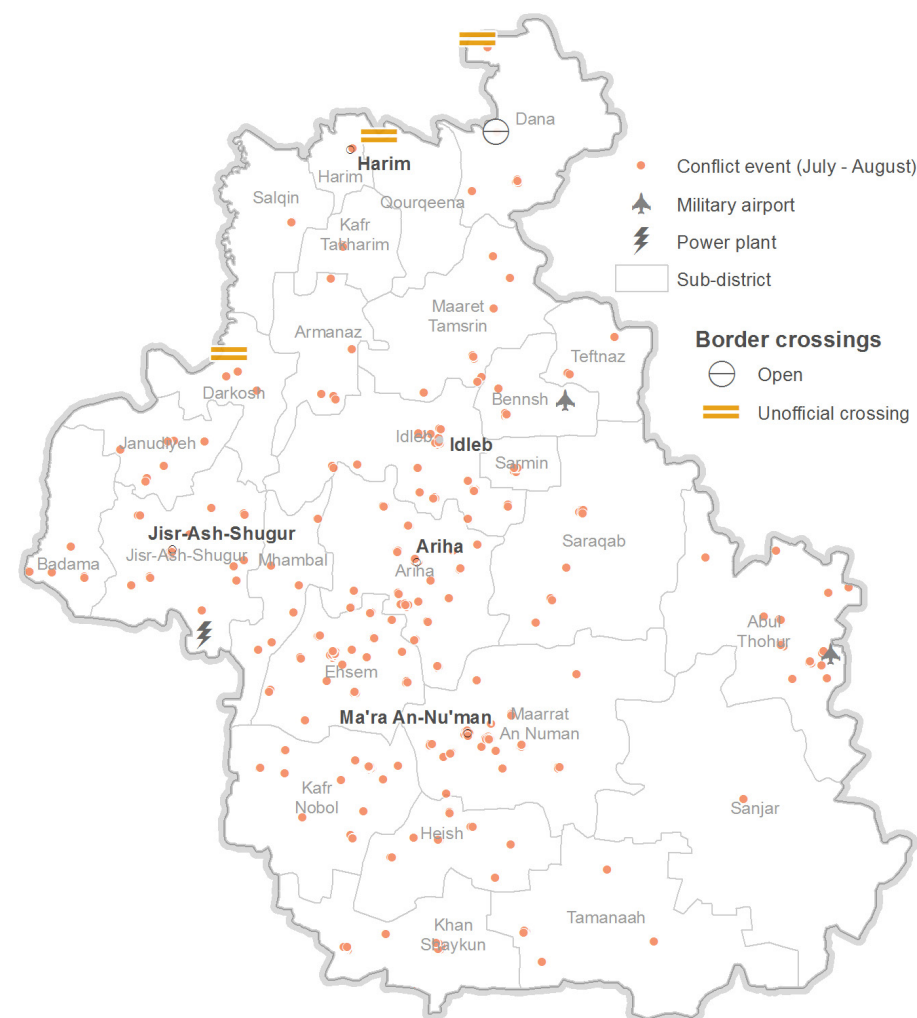 Dana
Harim
Harim
Salqin
Qourqeena
Kafr
Takharim
Conflict event (July - August)
Military airport
Power plant
Sub-district
Maaret
Tamsrin
Armanaz
Teftnaz
Border crossings
Open
Unofficial crossing
Darkosh
Bennsh
Janudiyeh
Idleb
Idleb
Sarmin
Jisr-Ash-Shugur
Jisr-Ash-Shugur
Badama
Mhambal
Ariha
Ariha
Saraqab
Abul
Thohur
Ehsem
Ma'ra An-Nu'man
Maarrat
An Numan
Kafr
Nobol
Heish
Sanjar
Khan
Shaykun
Tamanaah